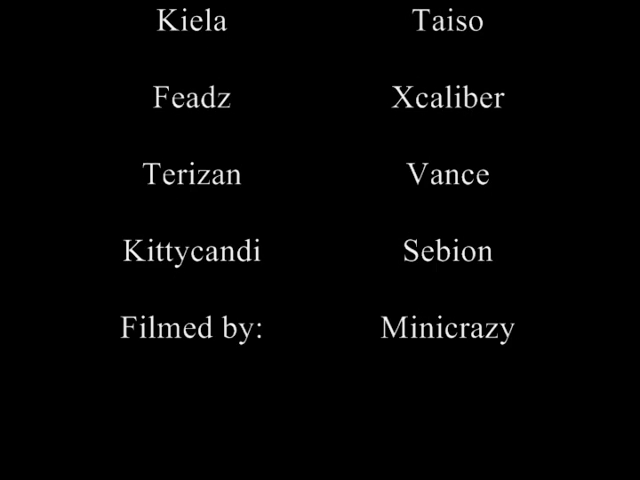 Kiela Taiso
Feadz Xcaliber
Terizan Vance
Kittycandi Sebion
Filmed by: Minicrazy